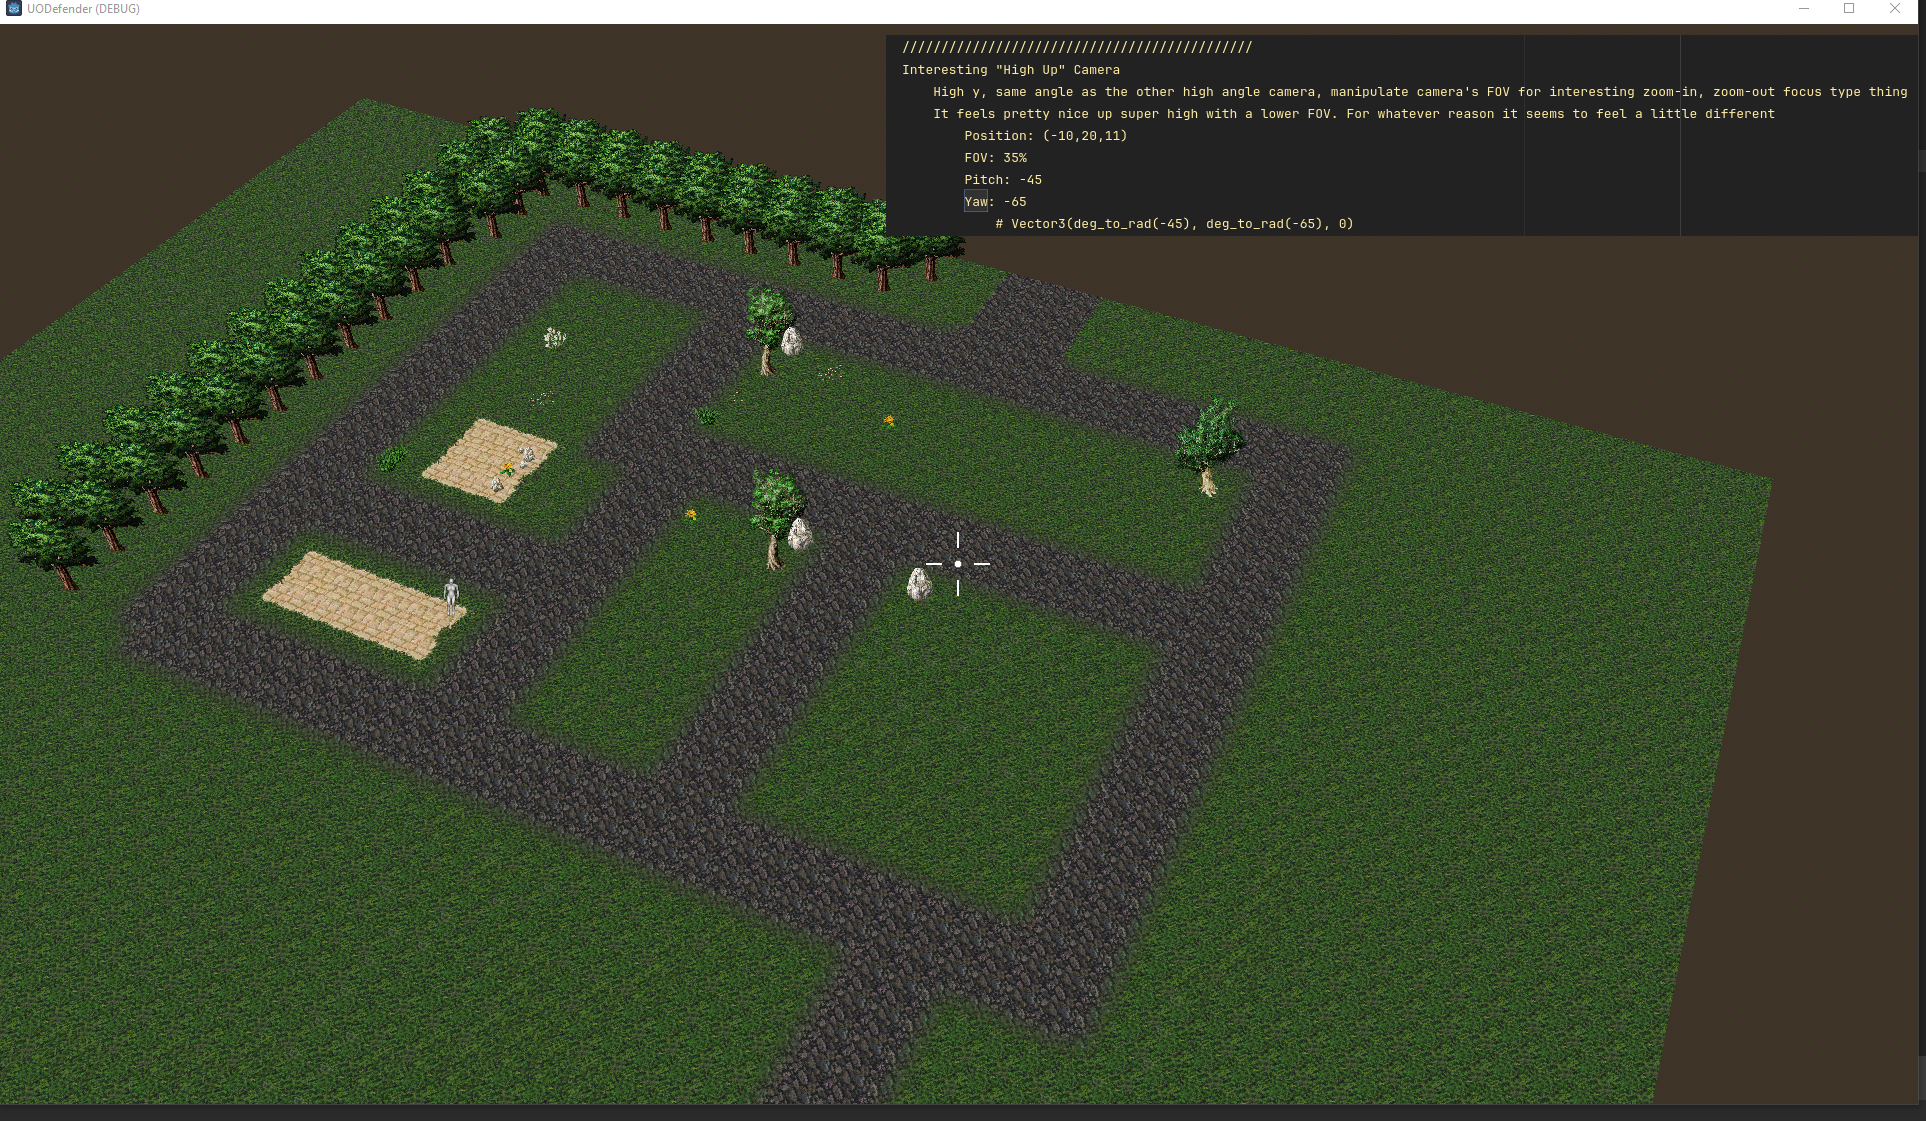 UODefender (DEBUG)
/////////////////////////////////////////////
Interesting "High Up" Camera
High y, same angle as the other high angle camera, manipulate camera's FOV for interesting zoom-in, zoom-out focus type thing
It feels pretty nice up super high with a lower FOV. For whatever reason it seems to feel a little different
Position: (-10,20,11)
FOV: 35%
Pitch: -45
Yaw: -65
# Vector3(deg_to_rad(-45), deg_to_rad(-65), 0)